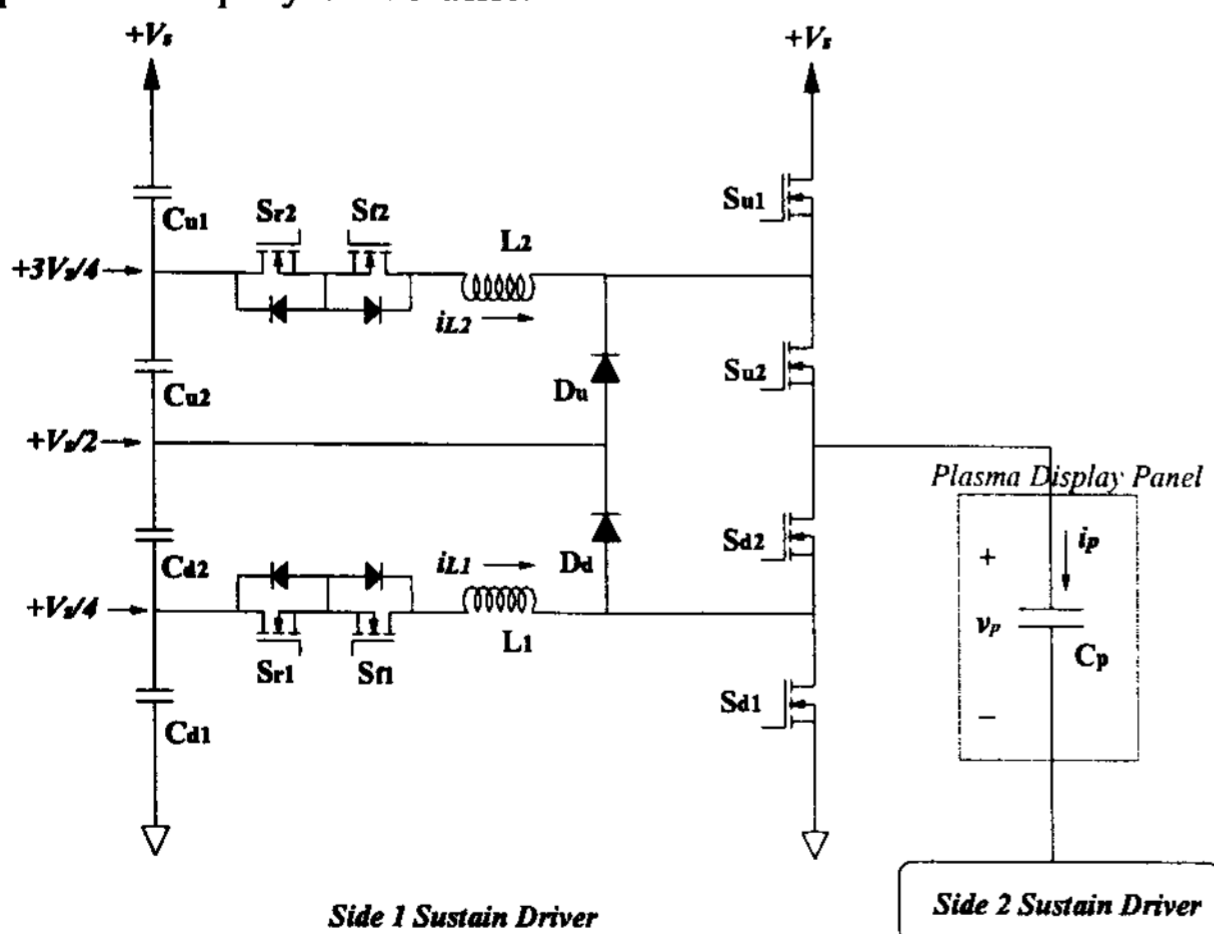 +Vs
+Vs
Su1
Cu1
Sr2
Sf2
L2
+3Vs/4
iL2
Su2
Cu2
Du
+Vs/2
Plasma Display Panel
Sd2
ip
Cd2
iL1
Dd
+
+Vs/4
vp
Cp
L1
Sr1
Sf1
Sd1
Cd1
–
Side 1 Sustain Driver
Side 2 Sustain Driver